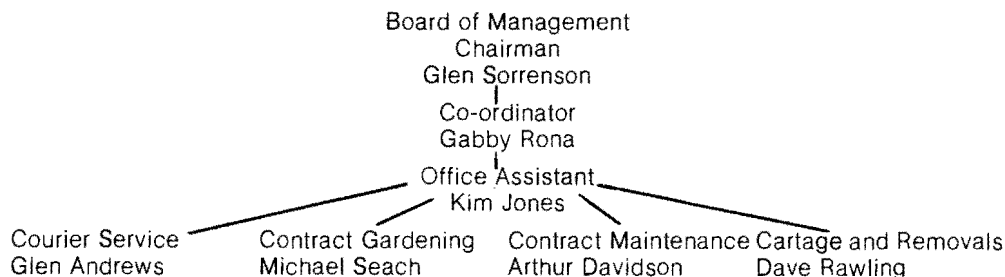 Board of Management
Chairman
Glen Sorrenson
Co-ordinator
Gabby Rona
Office Assistant
Kim Jones
Courier Service
Glen Andrews
Contract Gardening
Michael Seach
Contract Maintenance
Arthur Davidson
Cartage and Removals
Dave Rawling